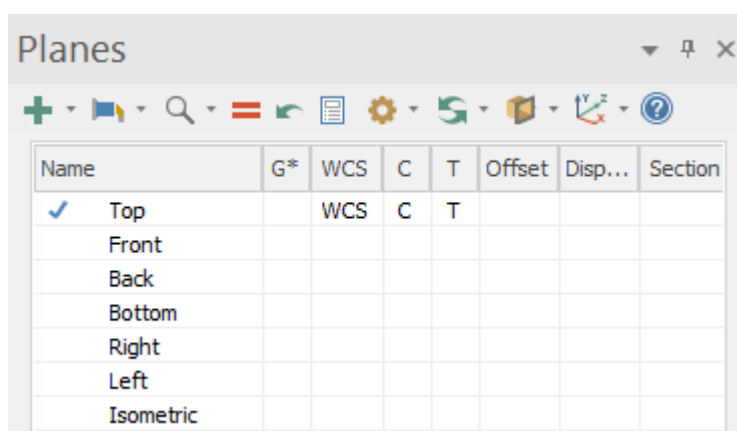 Planes
Name G* WCS C T Offset Disp... Section
Top WCS C T
Front
Back
Bottom
Right
Left
Isometric